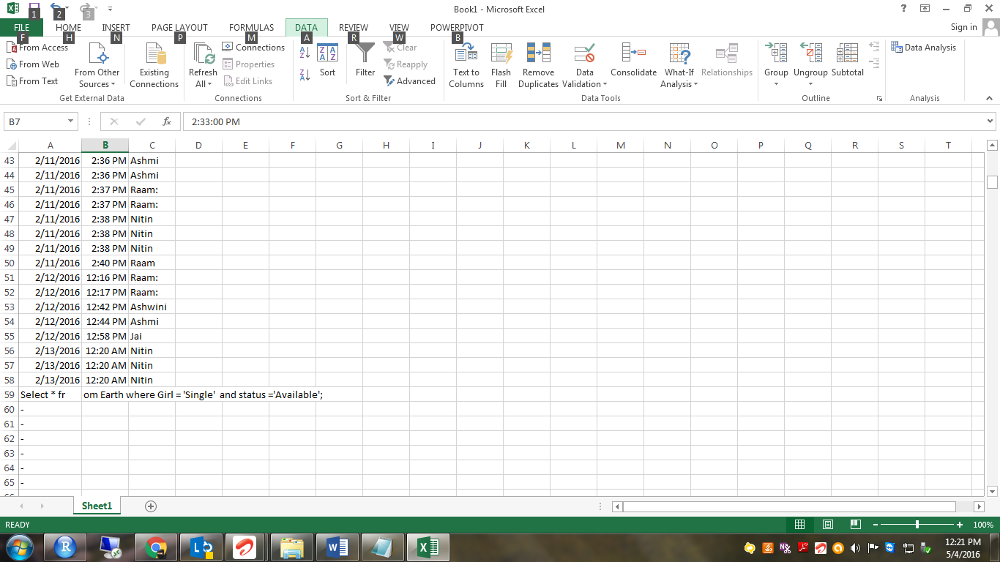 Book1 - Microsoft Excel
1 2 3
FILE HOME INSERT PAGE LAYOUT FORMULAS DATA REVIEW VIEW POWERPIVOT Sign in
F H N P M A R W B
From Access
From Web
From Text
From Other Sources
Existing Connections
Get External Data
Refresh All
Connections
Properties
Edit Links
Connections
Sort
Filter
Clear
Reapply
Advanced
Sort & Filter
Text to Columns
Flash Fill
Remove Duplicates
Data Validation
Consolidate
What-If Analysis
Relationships
Data Tools
Group
Ungroup
Subtotal
Outline
Data Analysis
Analysis
B7 fx 2:33:00 PM
A B C D E F G H I J K L M N O P Q R S T
43 2/11/2016 2:36 PM Ashmi
44 2/11/2016 2:36 PM Ashmi
45 2/11/2016 2:37 PM Raam:
46 2/11/2016 2:37 PM Raam:
47 2/11/2016 2:38 PM Nitin
48 2/11/2016 2:38 PM Nitin
49 2/11/2016 2:38 PM Nitin
50 2/11/2016 2:40 PM Raam
51 2/12/2016 12:16 PM Raam:
52 2/12/2016 12:17 PM Raam:
53 2/12/2016 12:42 PM Ashwini
54 2/12/2016 12:44 PM Ashmi
55 2/12/2016 12:58 PM Jai
56 2/13/2016 12:20 AM Nitin
57 2/13/2016 12:20 AM Nitin
58 2/13/2016 12:20 AM Nitin
59 Select * fr om Earth where Girl = 'Single' and status ='Available';
60 -
61 -
62 -
63 -
64 -
65 -
Sheet1
READY 100%
12:21 PM
5/4/2016